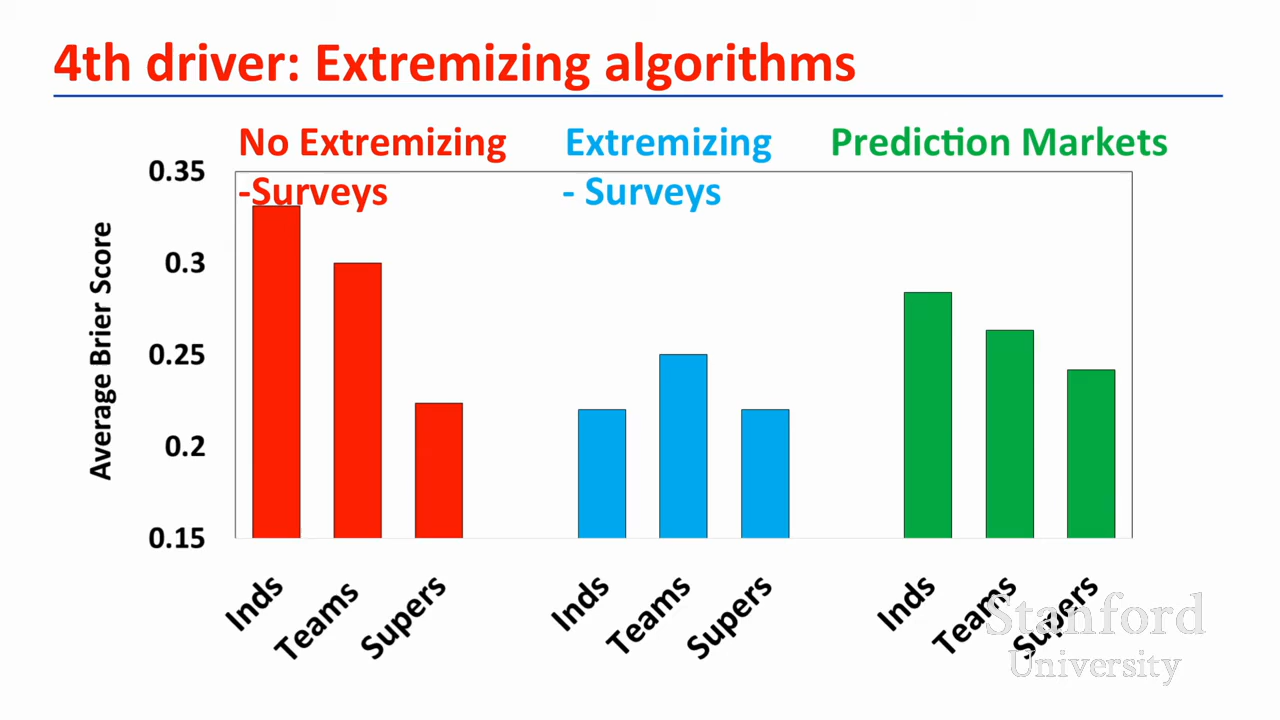 4th driver: Extremizing algorithms
No Extremizing
-Surveys
Extremizing
- Surveys
Prediction Markets
Average Brier Score
0.35
0.3
0.25
0.2
0.15
Inds
Teams
Supers
Inds
Teams
Supers
Inds
Teams
Supers
Stanford
University